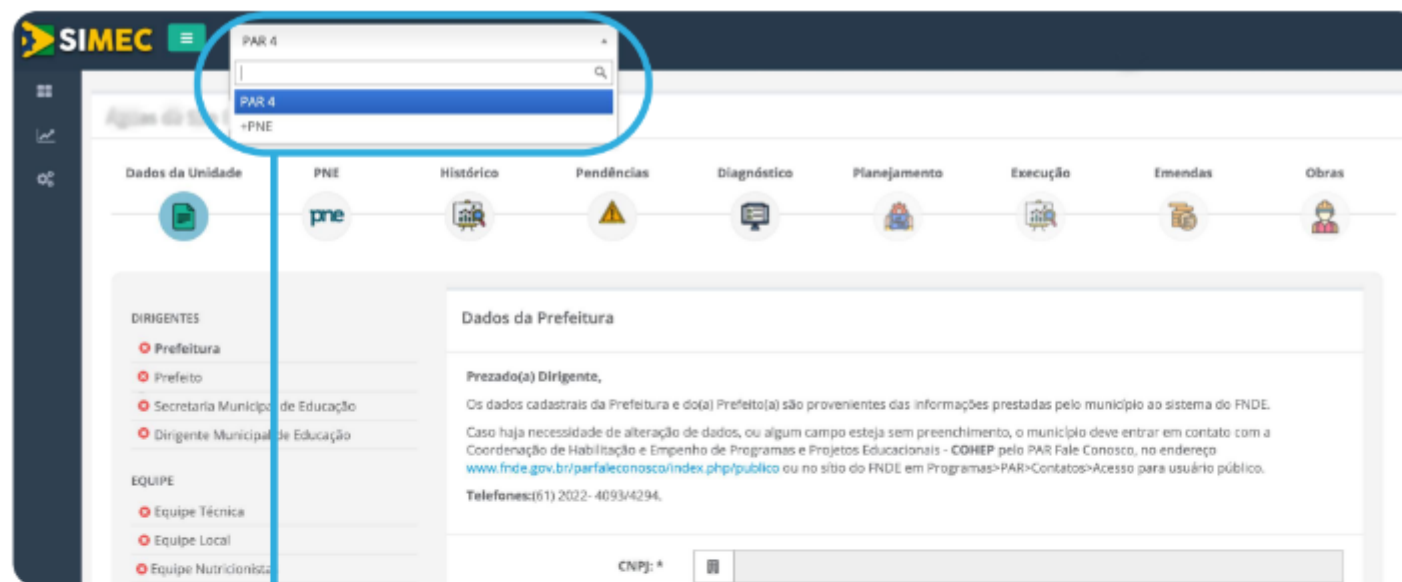 SIMEC
PAR 4
PAR 4
+PNE
Dados da Unidade
PNE
Histórico
Pendências
Diagnóstico
Planejamento
Execução
Emendas
Obras
pne
DIRIGENTES
Prefeitura
Prefeito
Secretaria Municipal de Educação
Dirigente Municipal de Educação
EQUIPE
Equipe Técnica
Equipe Local
Equipe Nutricionista
Dados da Prefeitura
Prezado(a) Dirigente,
Os dados cadastrais da Prefeitura e do(a) Prefeito(a) são provenientes das informações prestadas pelo município ao sistema do FNDE.
Caso haja necessidade de alteração de dados, ou algum campo esteja sem preenchimento, o município deve entrar em contato com a
Coordenação de Habilitação e Empenho de Programas e Projetos Educacionais - COHEP pelo PAR Fale Conosco, no endereço
www.fnde.gov.br/parfaleconosco/index.php/publico ou no sítio do FNDE em Programas>PAR>Contatos>Acesso para usuário público.
Telefones:(61) 2022- 4093/4294.
CNPJ: *